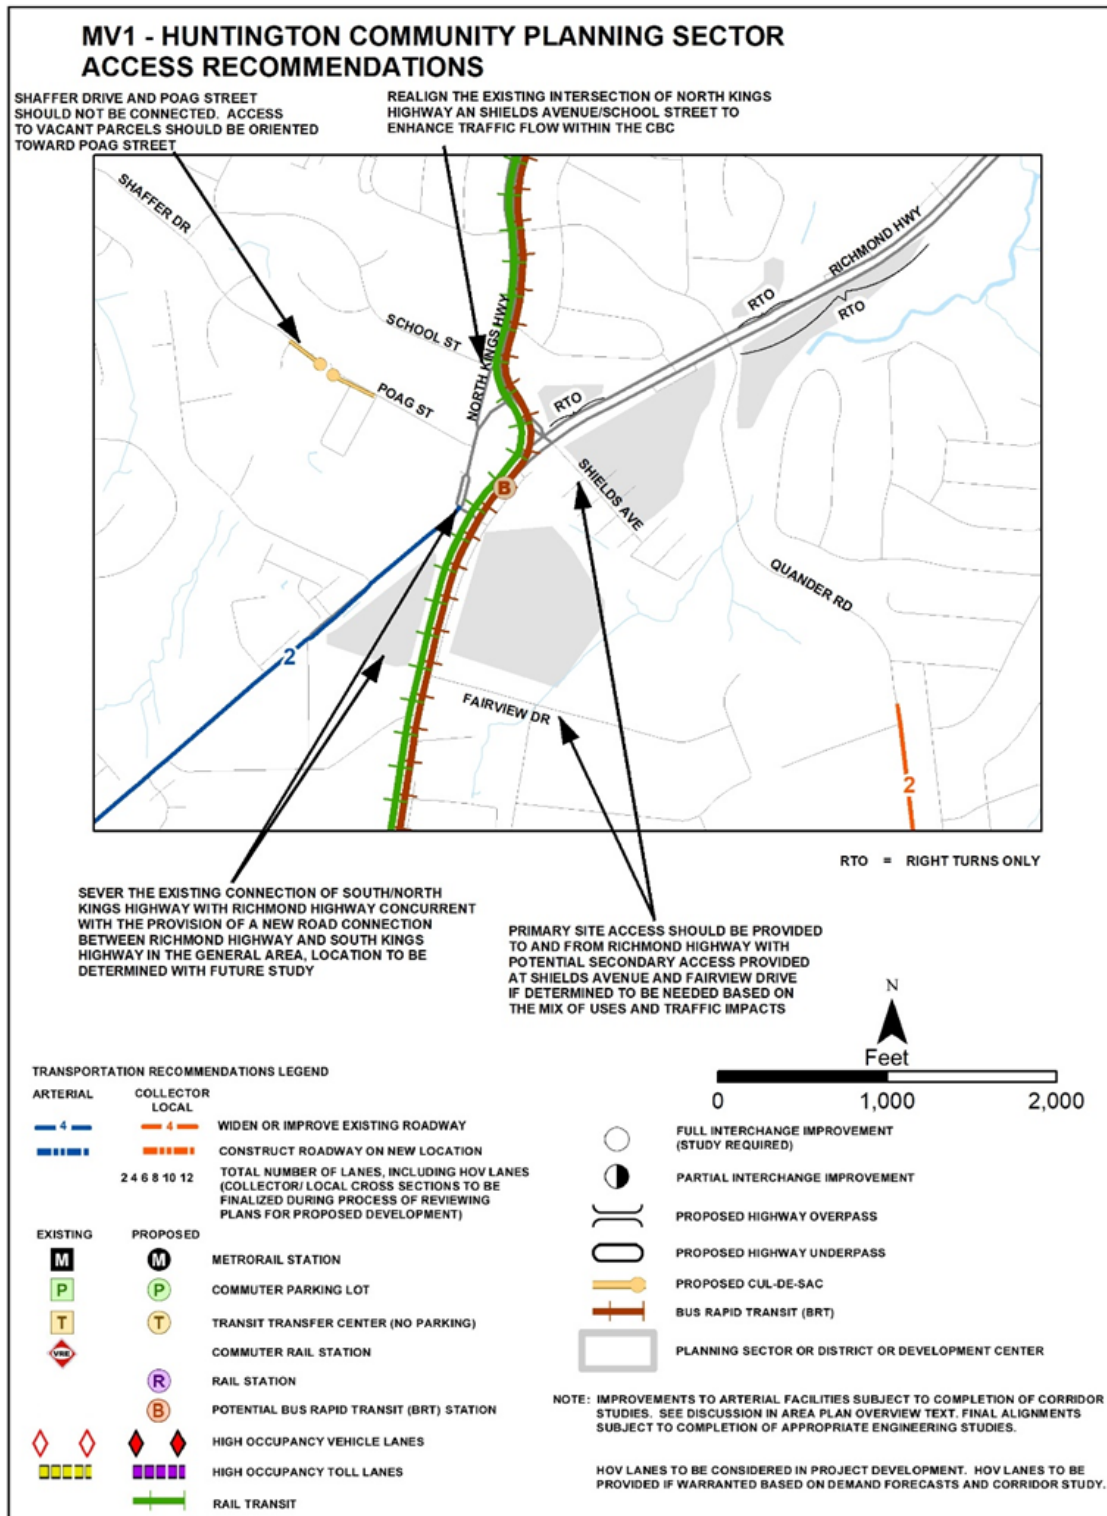 MV1 - HUNTINGTON COMMUNITY PLANNING SECTOR
ACCESS RECOMMENDATIONS
SHAFFER DRIVE AND POAG STREET
SHOULD NOT BE CONNECTED. ACCESS
TO VACANT PARCELS SHOULD BE ORIENTED
TOWARD POAG STREET
REALIGN THE EXISTING INTERSECTION OF NORTH KINGS
HIGHWAY AN SHIELDS AVENUE/SCHOOL STREET TO
ENHANCE TRAFFIC FLOW WITHIN THE CBC
SHAFFER DR
SCHOOL ST
POAG ST
NORTH KINGS HWY
RICHMOND HWY
RTO
RTO
RTO
B
SHIELDS AVE
QUANDER RD
2
FAIRVIEW DR
2
RTO = RIGHT TURNS ONLY
SEVER THE EXISTING CONNECTION OF SOUTH/NORTH
KINGS HIGHWAY WITH RICHMOND HIGHWAY CONCURRENT
WITH THE PROVISION OF A NEW ROAD CONNECTION
BETWEEN RICHMOND HIGHWAY AND SOUTH KINGS
HIGHWAY IN THE GENERAL AREA, LOCATION TO BE
DETERMINED WITH FUTURE STUDY
PRIMARY SITE ACCESS SHOULD BE PROVIDED
TO AND FROM RICHMOND HIGHWAY WITH
POTENTIAL SECONDARY ACCESS PROVIDED
AT SHIELDS AVENUE AND FAIRVIEW DRIVE
IF DETERMINED TO BE NEEDED BASED ON
THE MIX OF USES AND TRAFFIC IMPACTS
N
Feet
0 1,000 2,000
TRANSPORTATION RECOMMENDATIONS LEGEND
ARTERIAL COLLECTOR
LOCAL
4 4 WIDEN OR IMPROVE EXISTING ROADWAY
CONSTRUCT ROADWAY ON NEW LOCATION
2 4 6 8 10 12 TOTAL NUMBER OF LANES, INCLUDING HOV LANES
(COLLECTOR/ LOCAL CROSS SECTIONS TO BE
FINALIZED DURING PROCESS OF REVIEWING
PLANS FOR PROPOSED DEVELOPMENT)
EXISTING PROPOSED
M M METRORAIL STATION
P P COMMUTER PARKING LOT
T T TRANSIT TRANSFER CENTER (NO PARKING)
VRE COMMUTER RAIL STATION
R RAIL STATION
B POTENTIAL BUS RAPID TRANSIT (BRT) STATION
HIGH OCCUPANCY VEHICLE LANES
HIGH OCCUPANCY TOLL LANES
RAIL TRANSIT
FULL INTERCHANGE IMPROVEMENT
(STUDY REQUIRED)
PARTIAL INTERCHANGE IMPROVEMENT
PROPOSED HIGHWAY OVERPASS
PROPOSED HIGHWAY UNDERPASS
PROPOSED CUL-DE-SAC
BUS RAPID TRANSIT (BRT)
PLANNING SECTOR OR DISTRICT OR DEVELOPMENT CENTER
NOTE: IMPROVEMENTS TO ARTERIAL FACILITIES SUBJECT TO COMPLETION OF CORRIDOR
STUDIES. SEE DISCUSSION IN AREA PLAN OVERVIEW TEXT. FINAL ALIGNMENTS
SUBJECT TO COMPLETION OF APPROPRIATE ENGINEERING STUDIES.
HOV LANES TO BE CONSIDERED IN PROJECT DEVELOPMENT. HOV LANES TO BE
PROVIDED IF WARRANTED BASED ON DEMAND FORECASTS AND CORRIDOR STUDY.